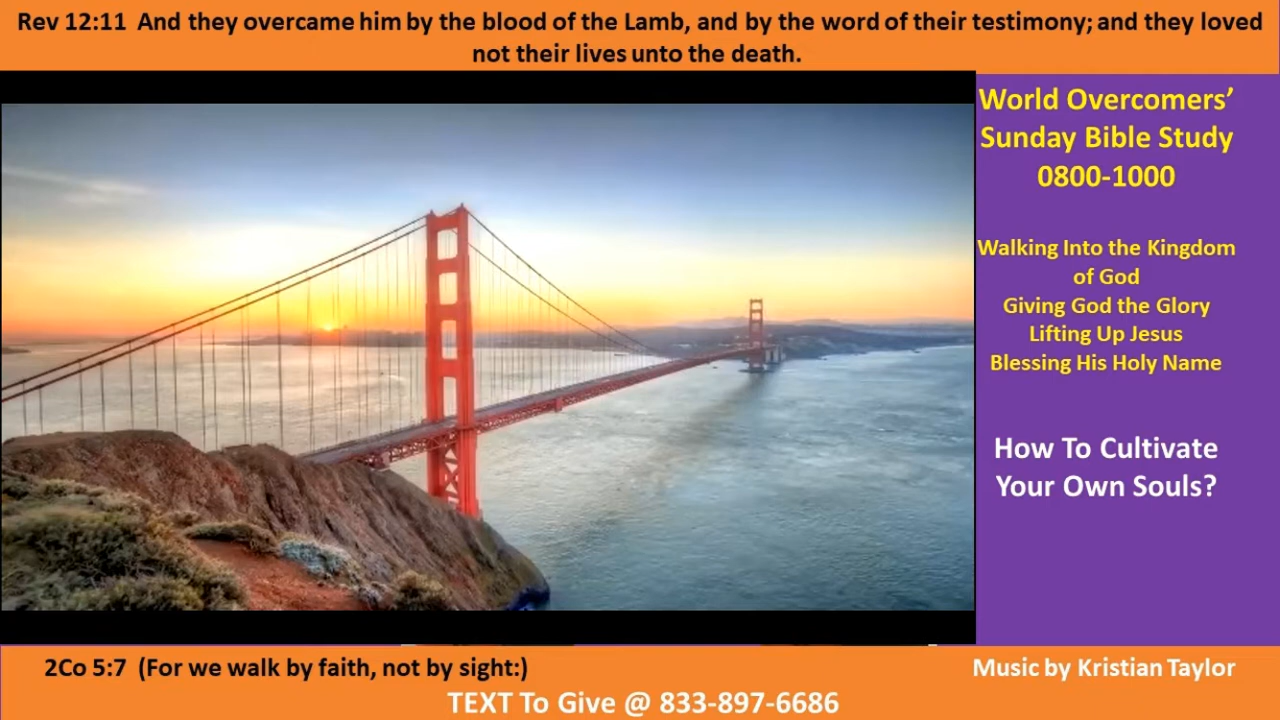 Rev 12:11  And they overcame him by the blood of the Lamb, and by the word of their testimony; and they loved
not their lives unto the death.
World Overcomers’
Sunday Bible Study
0800-1000
Walking Into the Kingdom
of God
Giving God the Glory
Lifting Up Jesus
Blessing His Holy Name
How To Cultivate
Your Own Souls?
2Co 5:7  (For we walk by faith, not by sight:)
Music by Kristian Taylor
TEXT To Give @ 833-897-6686